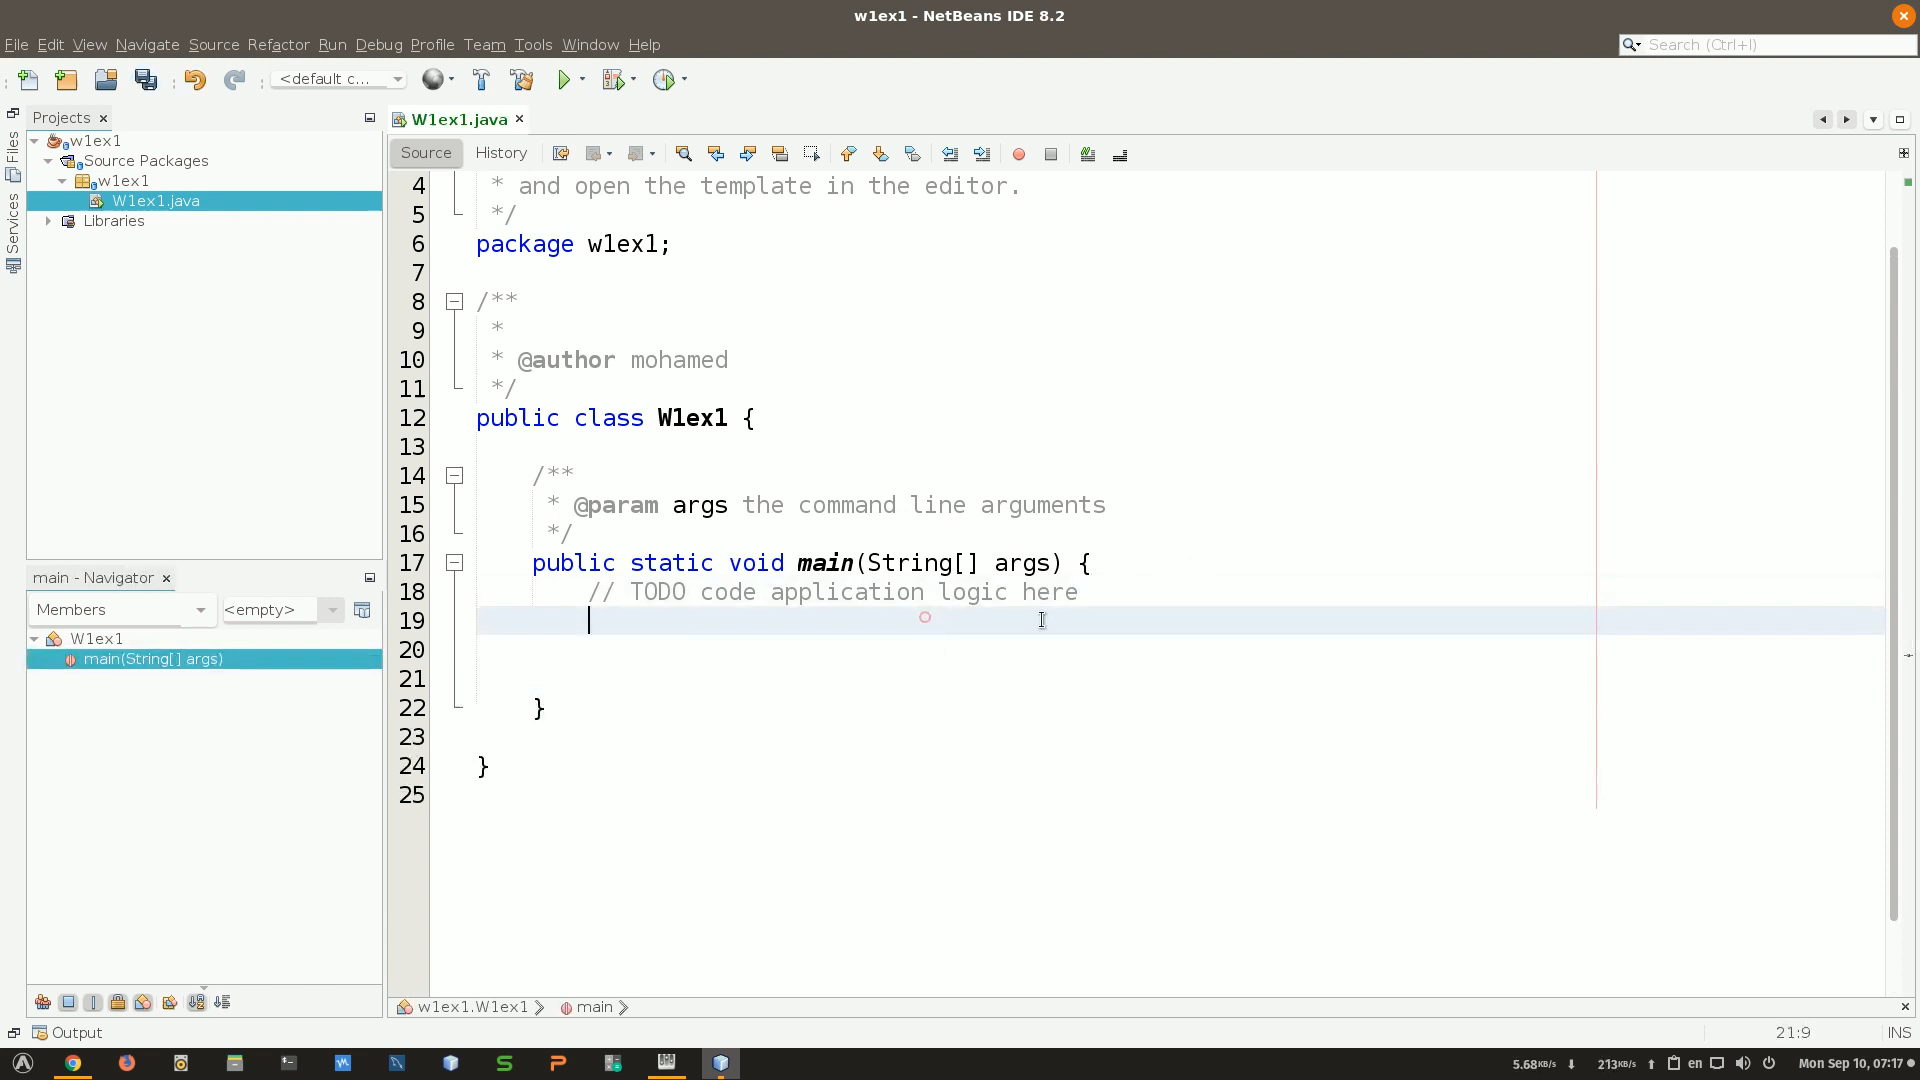 w1ex1 - NetBeans IDE 8.2
File Edit View Navigate Source Refactor Run Debug Profile Team Tools Window Help
Search (Ctrl+I)
<default c...
Projects
W1ex1.java
Files
Services
w1ex1
Source Packages
w1ex1
W1ex1.java
Libraries
Source History
4 * and open the template in the editor.
5 */
6 package w1ex1;
7
8 /**
9 *
10 * @author mohamed
11 */
12 public class W1ex1 {
13
14 /**
15 * @param args the command line arguments
16 */
17 public static void main(String[] args) {
18 // TODO code application logic here
19
20
21
22 }
23
24 }
25
main - Navigator
Members
<empty>
W1ex1
main(String[] args)
w1ex1.W1ex1 main
Output
21:9 INS
5.68KB/s 213KB/s en Mon Sep 10, 07:17